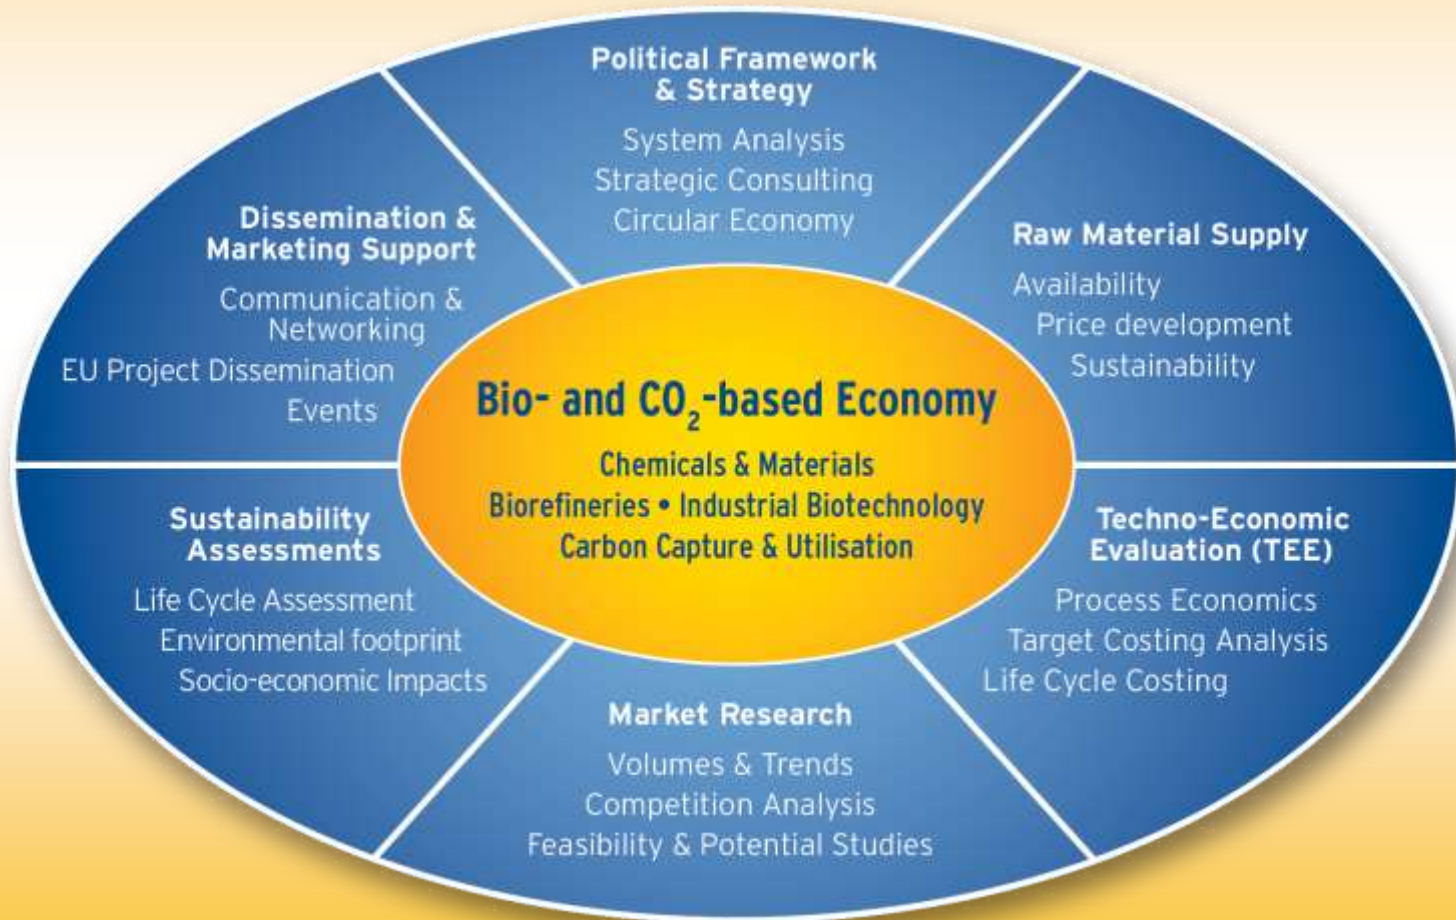 Political Framework
& Strategy
System Analysis
Strategic Consulting
Circular Economy
Raw Material Supply
Availability
Price development
Sustainability
Techno-Economic
Evaluation (TEE)
Process Economics
Target Costing Analysis
Life Cycle Costing
Market Research
Volumes & Trends
Competition Analysis
Feasibility & Potential Studies
Sustainability
Assessments
Life Cycle Assessment
Environmental footprint
Socio-economic Impacts
Dissemination &
Marketing Support
Communication &
Networking
EU Project Dissemination
Events
Bio- and CO₂-based Economy
Chemicals & Materials
Biorefineries • Industrial Biotechnology
Carbon Capture & Utilisation